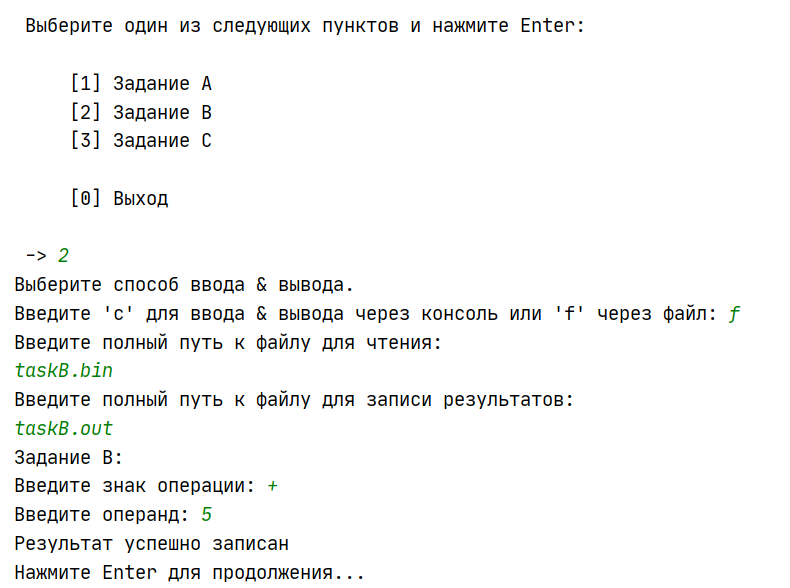 Выберите один из следующих пунктов и нажмите Enter:
[1] Задание A
[2] Задание B
[3] Задание C
[0] Выход
-> 2
Выберите способ ввода & вывода.
Введите 'c' для ввода & вывода через консоль или 'f' через файл: f
Введите полный путь к файлу для чтения:
taskB.bin
Введите полный путь к файлу для записи результатов:
taskB.out
Задание B:
Введите знак операции: +
Введите операнд: 5
Результат успешно записан
Нажмите Enter для продолжения...